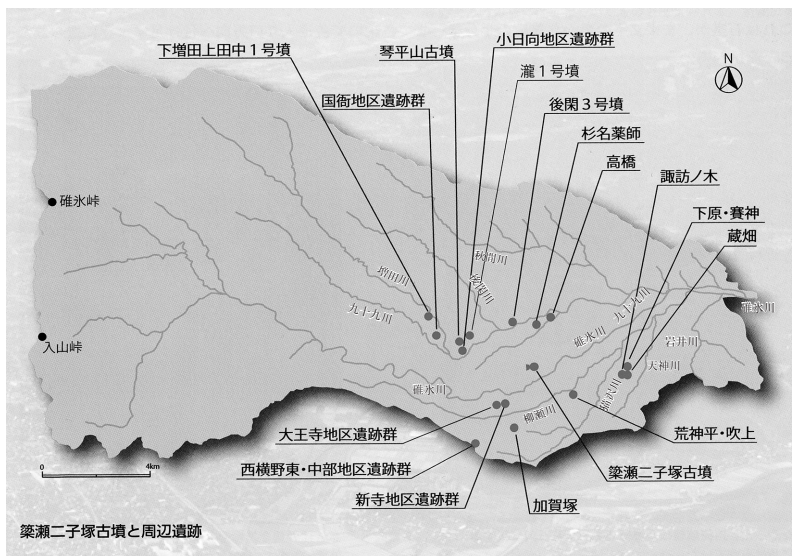 下増田上田中1号墳
琴平山古墳
小日向地区遺跡群
瀧1号墳
国衙地区遺跡群
後閑3号墳
杉名薬師
高橋
諏訪ノ木
下原・賽神
蔵畑
N
碓氷峠
入山峠
秋間川
後閑川
増田川
九十九川
九十九川
碓氷川
碓氷川
碓氷川
岩井川
天神川
猫沢川
柳瀬川
大王寺地区遺跡群
西横野東・中部地区遺跡群
新寺地区遺跡群
加賀塚
簗瀬二子塚古墳
荒神平・吹上
0 4km
簗瀬二子塚古墳と周辺遺跡